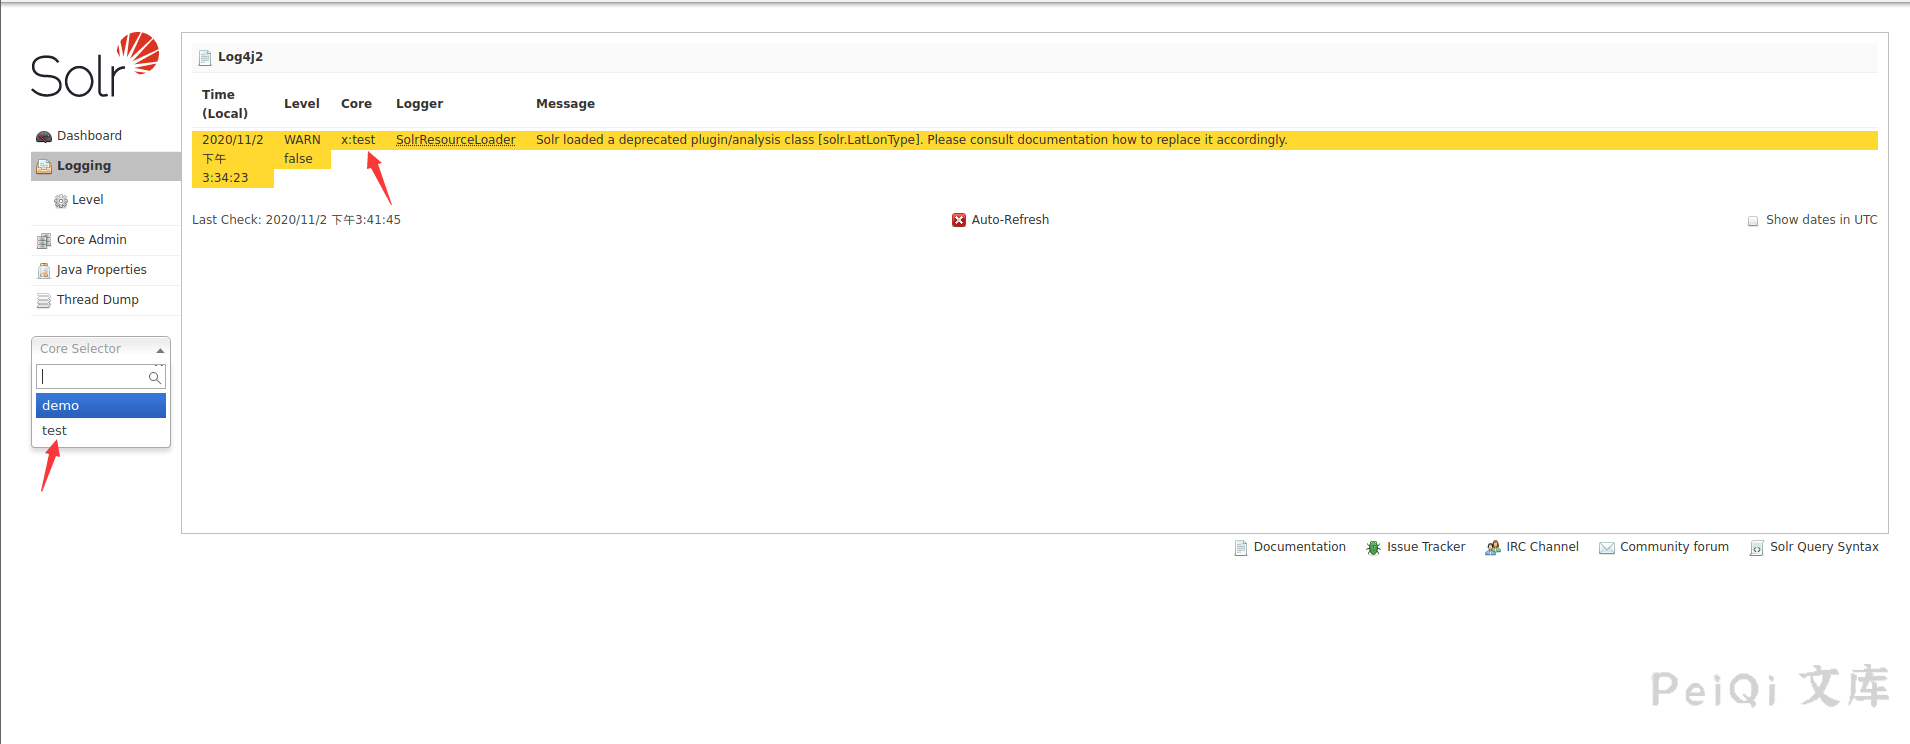 Solr
Dashboard
Logging
Level
Core Admin
Java Properties
Thread Dump
Core Selector
demo
test
Log4j2
Time (Local) Level Core Logger Message
2020/11/2 下午 3:34:23 WARN false x:test SolrResourceLoader Solr loaded a deprecated plugin/analysis class [solr.LatLonType]. Please consult documentation how to replace it accordingly.
Last Check: 2020/11/2 下午3:41:45 Auto-Refresh Show dates in UTC
Documentation Issue Tracker IRC Channel Community forum Solr Query Syntax
PeiQi 文库